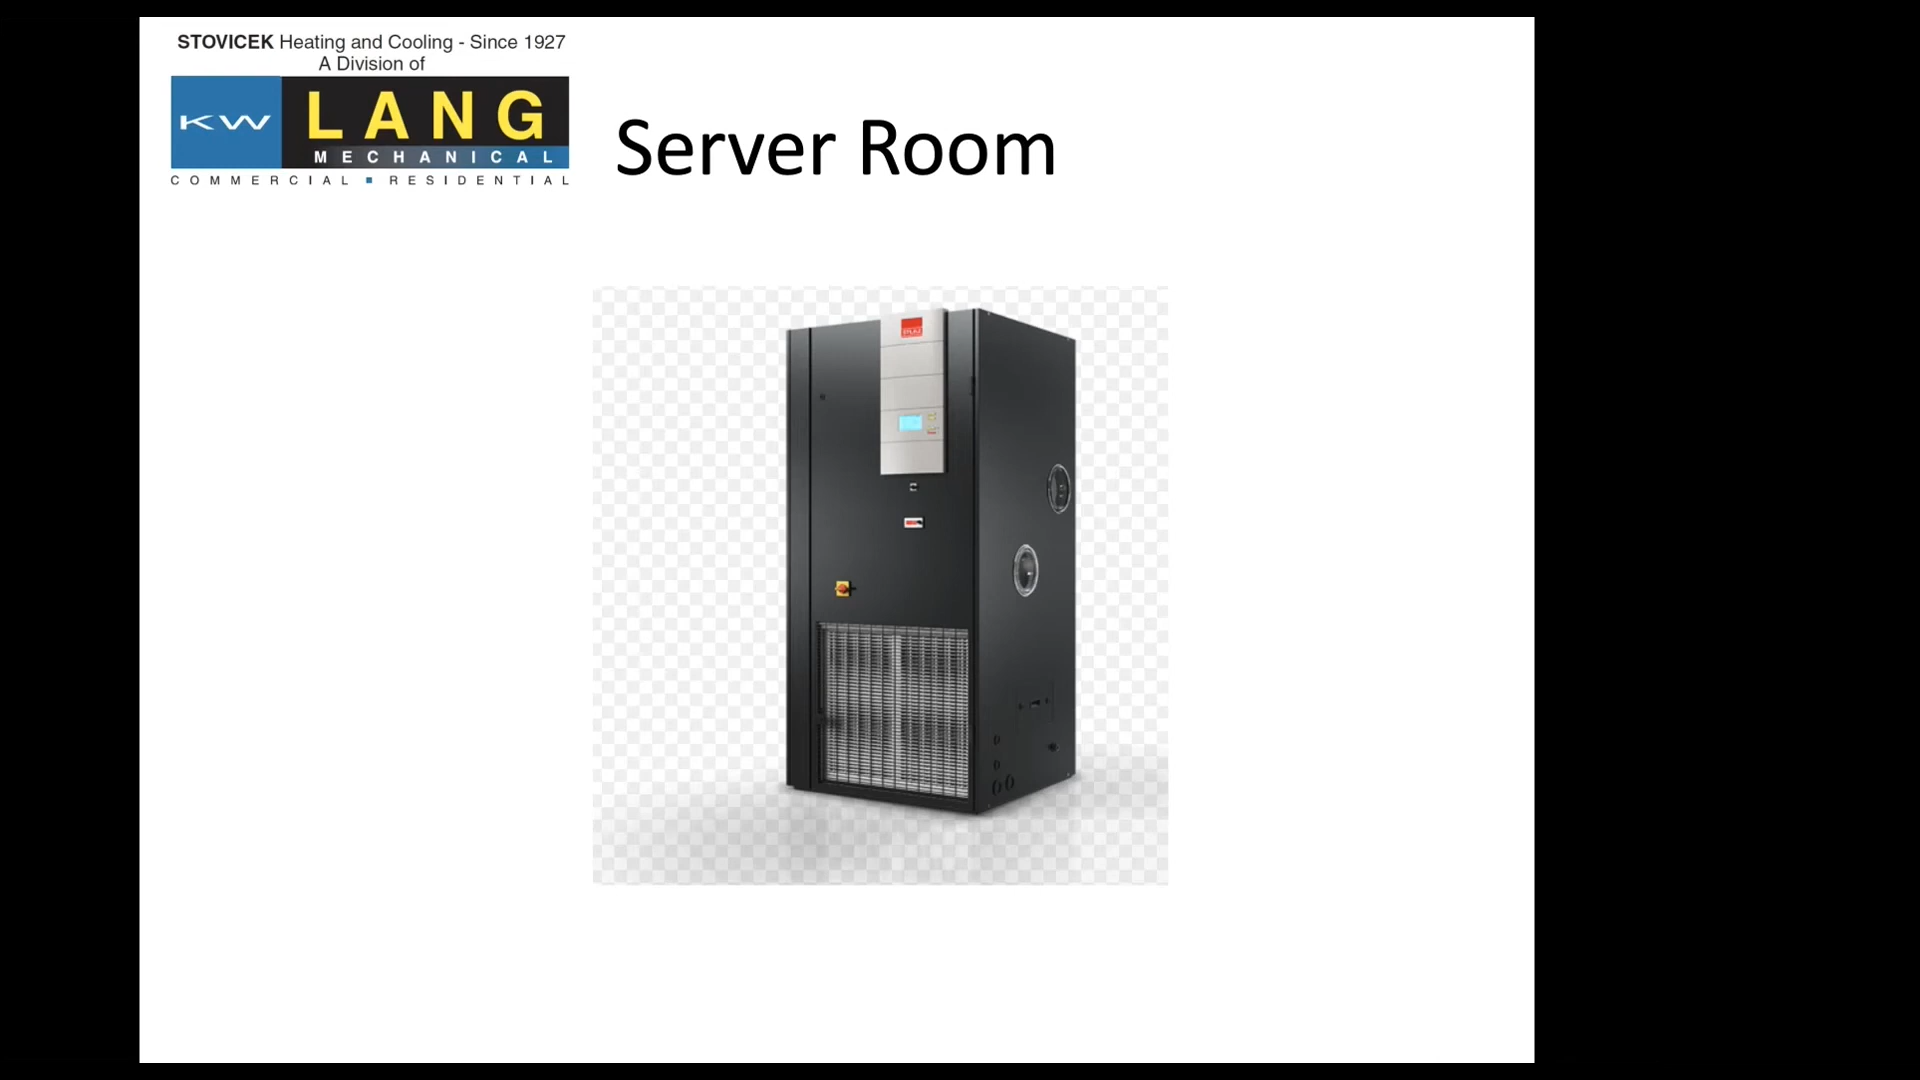 STOVICEK Heating and Cooling - Since 1927
A Division of
KW LANG
MECHANICAL
COMMERCIAL ▪ RESIDENTIAL
Server Room